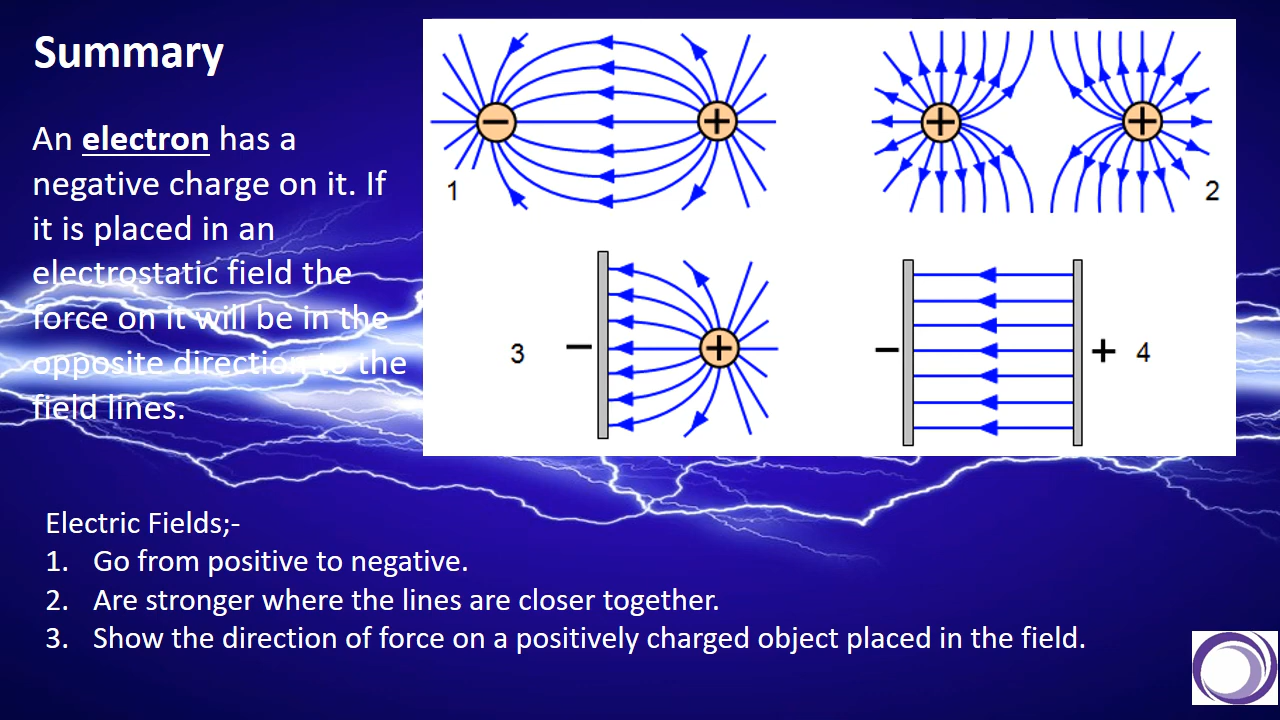 Summary
An electron has a
negative charge on it. If
it is placed in an
electrostatic field the
force on it will be in the
opposite direction to the
field lines.
− +
1
+ +
2
3 − +
− + 4
Electric Fields;-
1. Go from positive to negative.
2. Are stronger where the lines are closer together.
3. Show the direction of force on a positively charged object placed in the field.